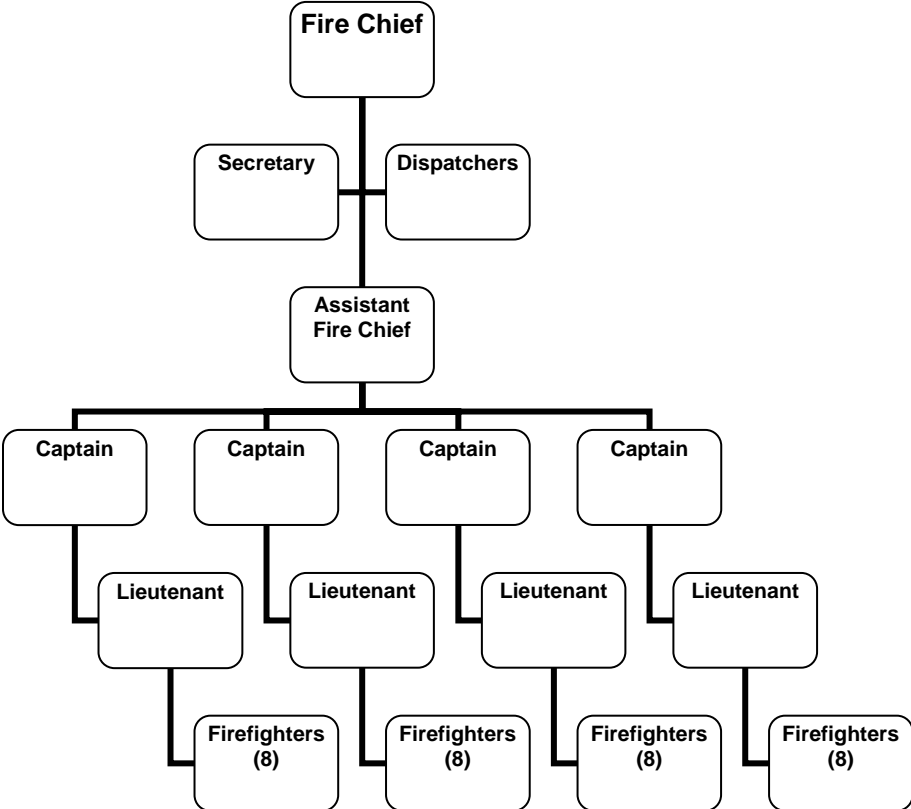 Fire Chief
Secretary
Dispatchers
Assistant
Fire Chief
Captain
Captain
Captain
Captain
Lieutenant
Lieutenant
Lieutenant
Lieutenant
Firefighters
(8)
Firefighters
(8)
Firefighters
(8)
Firefighters
(8)